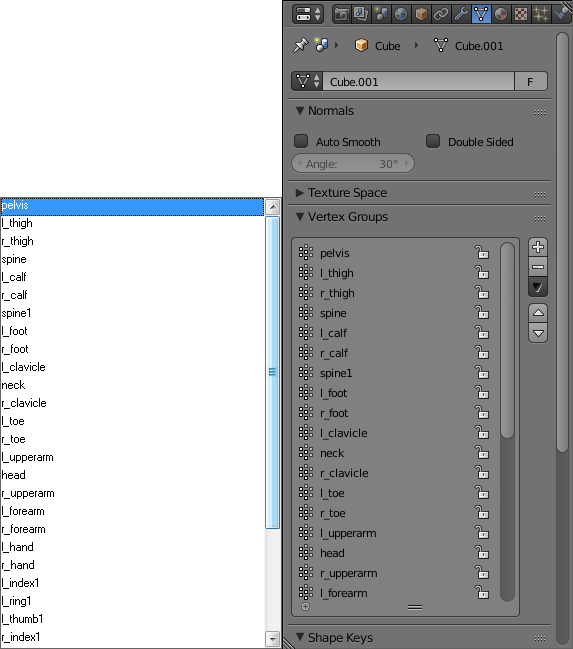 pelvis
l_thigh
r_thigh
spine
l_calf
r_calf
spine1
l_foot
r_foot
l_clavicle
neck
r_clavicle
l_toe
r_toe
l_upperarm
head
r_upperarm
l_forearm
r_forearm
l_hand
r_hand
l_index1
l_ring1
l_thumb1
r_index1
Cube Cube.001
Cube.001 F
Normals
Auto Smooth Double Sided
Angle: 30°
Texture Space
Vertex Groups
pelvis
l_thigh
r_thigh
spine
l_calf
r_calf
spine1
l_foot
r_foot
l_clavicle
neck
r_clavicle
l_toe
r_toe
l_upperarm
head
r_upperarm
l_forearm
Shape Keys